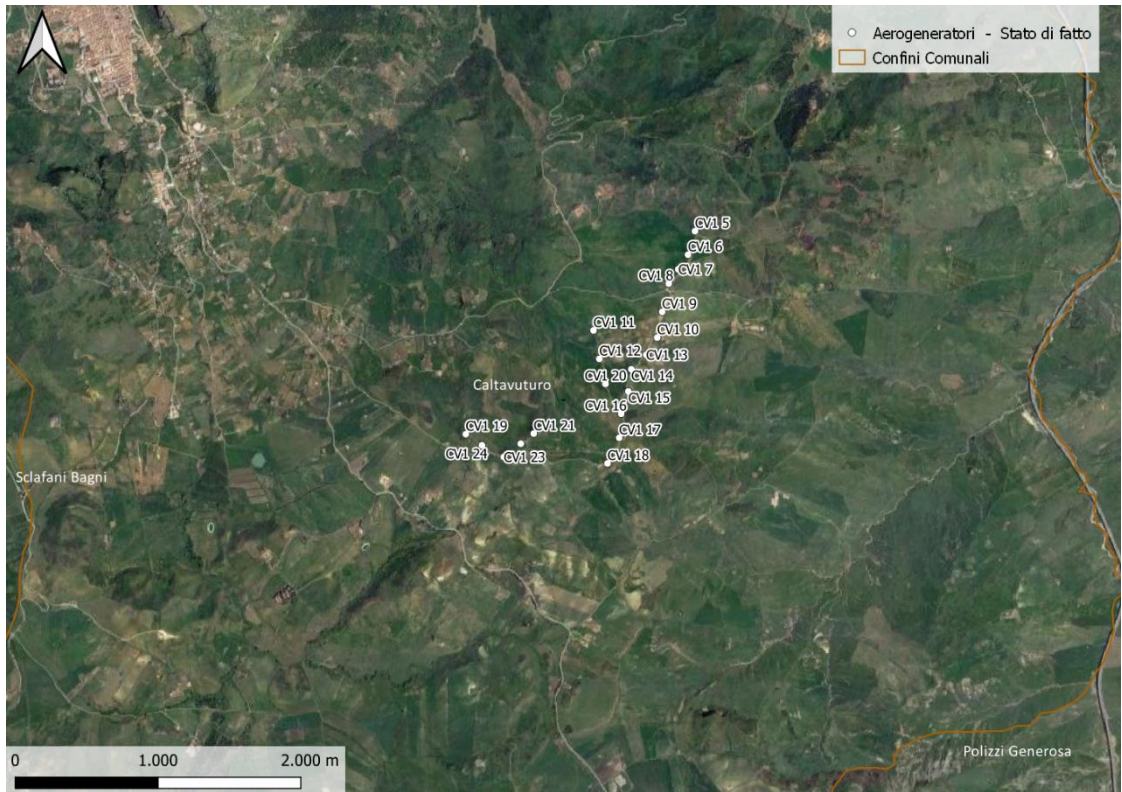 Aerogeneratori - Stato di fatto
Confini Comunali
CV1 5
CV1 6
CV1 7
CV1 8
CV1 9
CV1 11
CV1 10
CV1 12
CV1 13
CV1 20
CV1 14
Caltavuturo
CV1 15
CV1 16
CV1 19
CV1 21
CV1 17
CV1 24
CV1 23
CV1 18
Sclafani Bagni
Polizzi Generosa
0 1.000 2.000 m